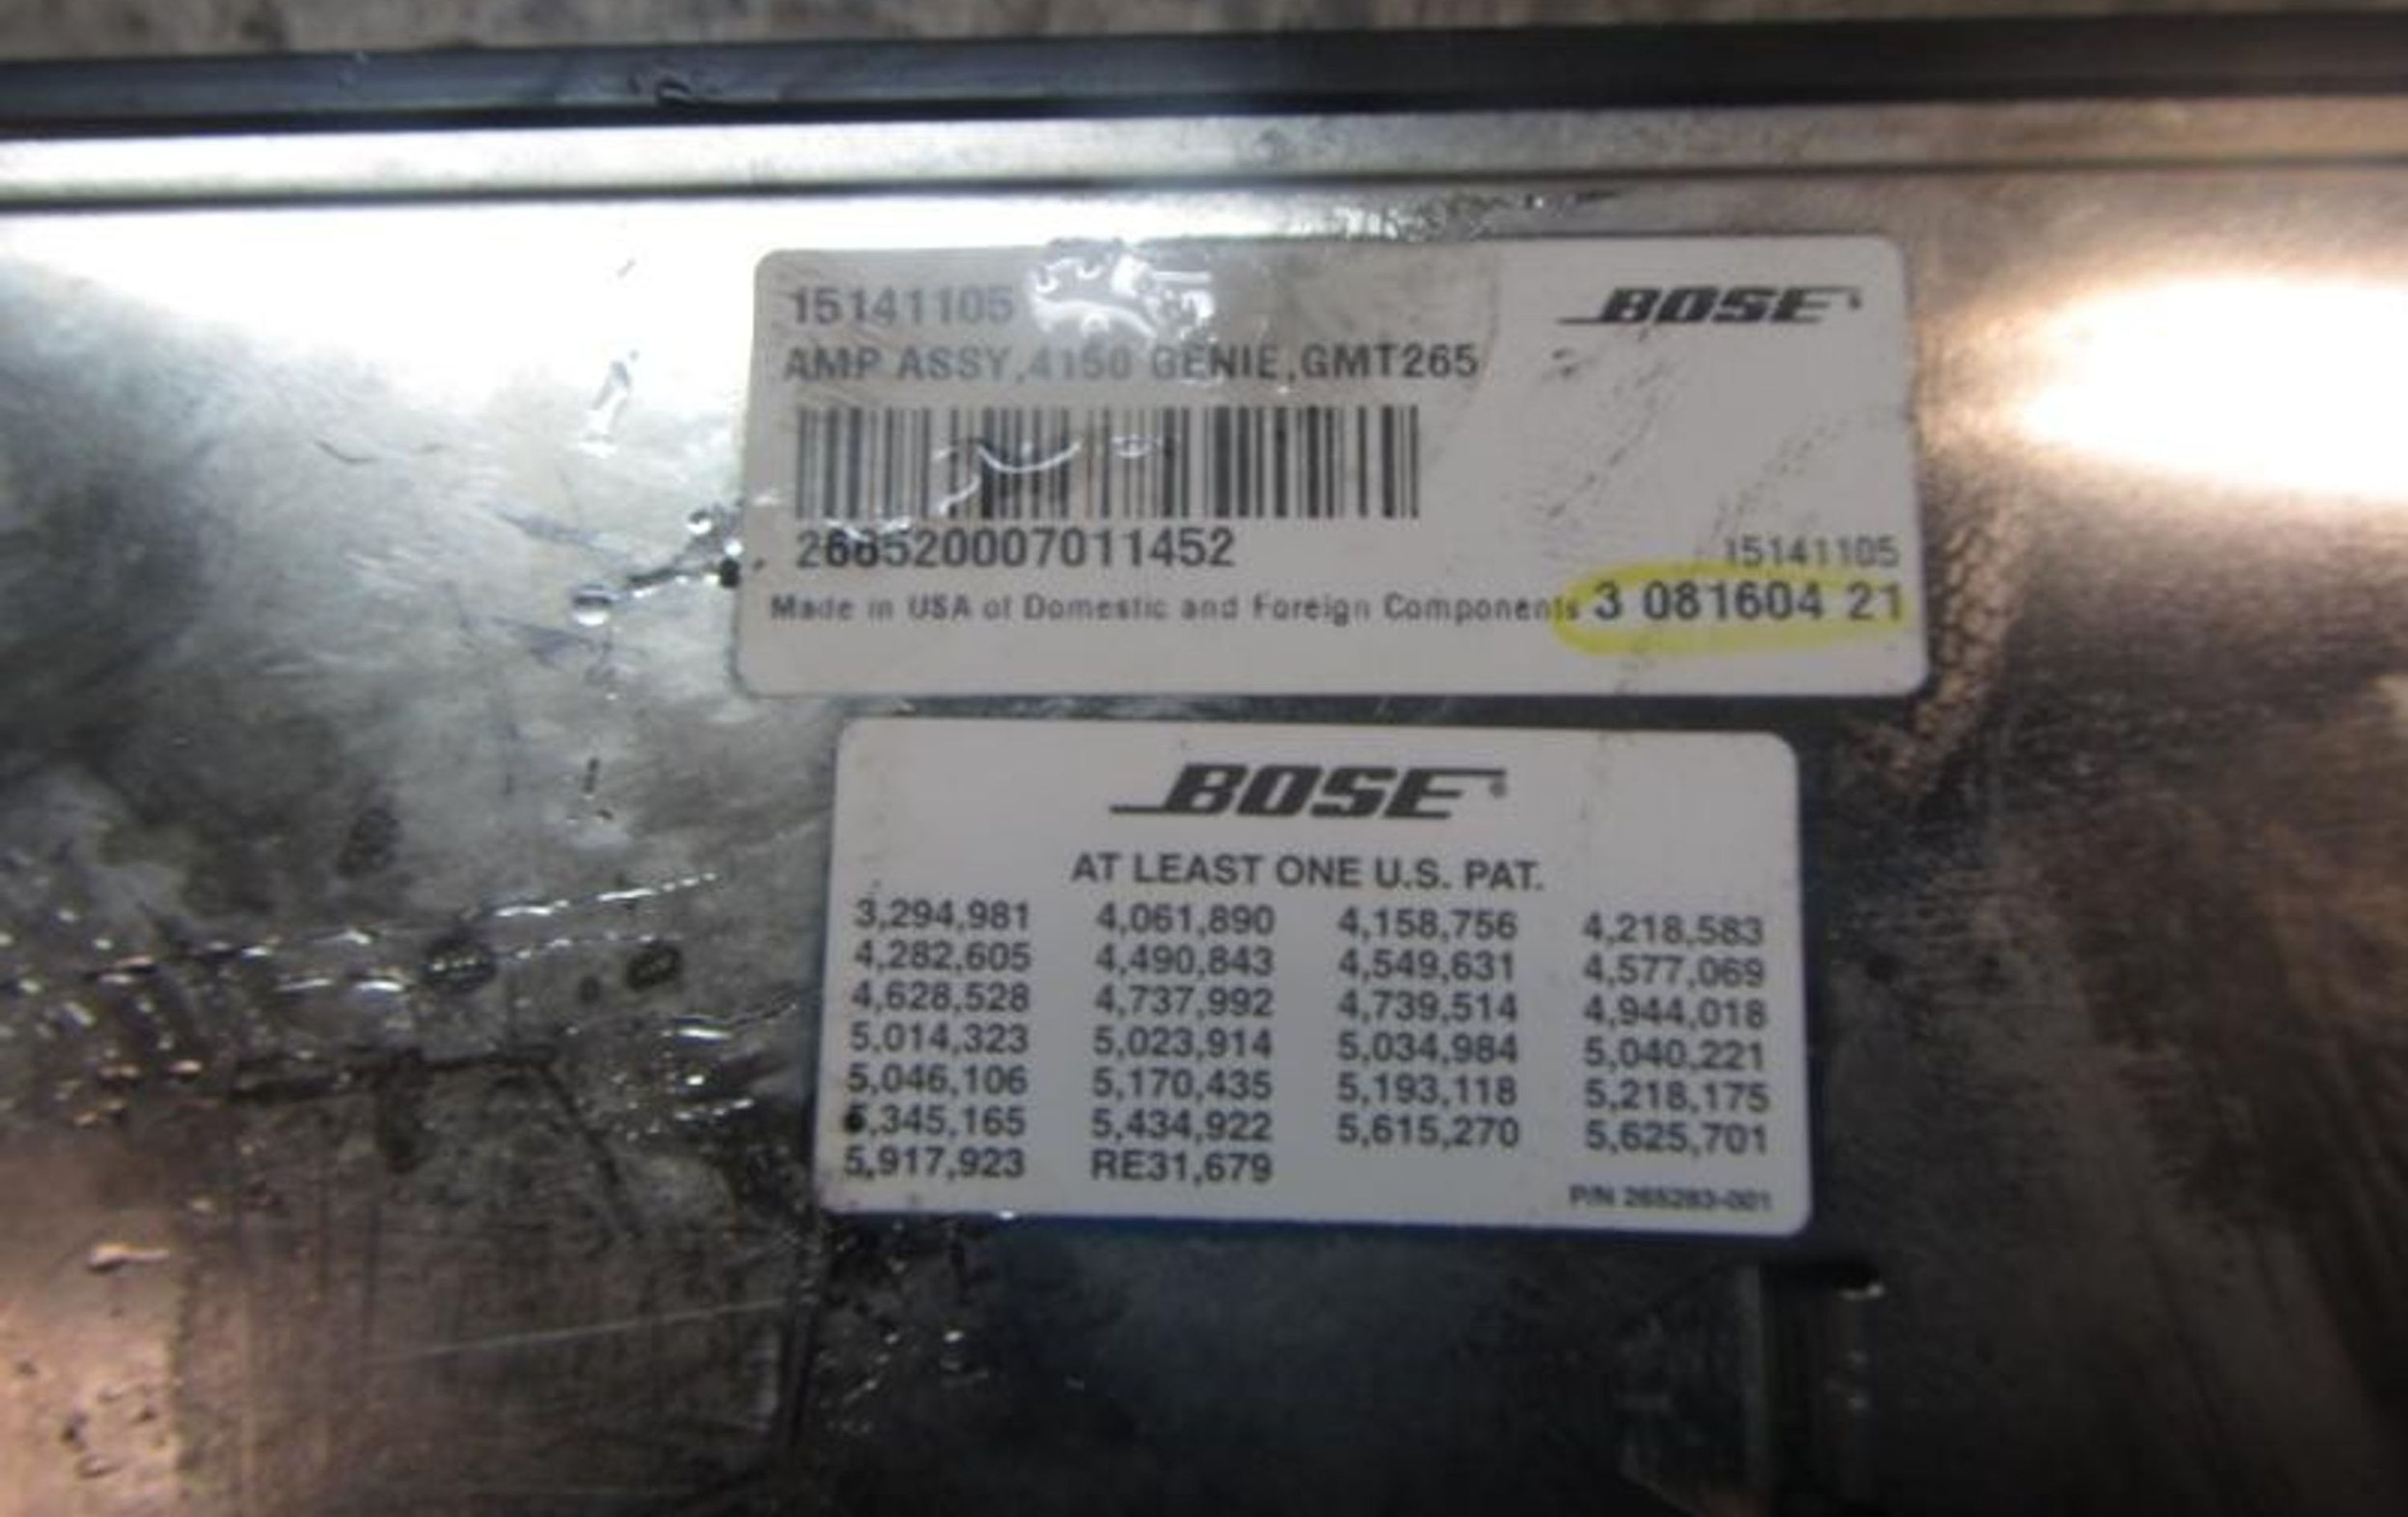 15141105
BOSE
AMP ASSY,4150 GENIE,GMT265
266520007011452
15141105
Made in USA of Domestic and Foreign Components 3 081604 21
BOSE®
AT LEAST ONE U.S. PAT.
3,294,981 4,061,890 4,158,756 4,218,583
4,282,605 4,490,843 4,549,631 4,577,069
4,628,528 4,737,992 4,739,514 4,944,018
5,014,323 5,023,914 5,034,984 5,040,221
5,046,106 5,170,435 5,193,118 5,218,175
5,345,165 5,434,922 5,615,270 5,625,701
5,917,923 RE31,679
P/N 265283-001